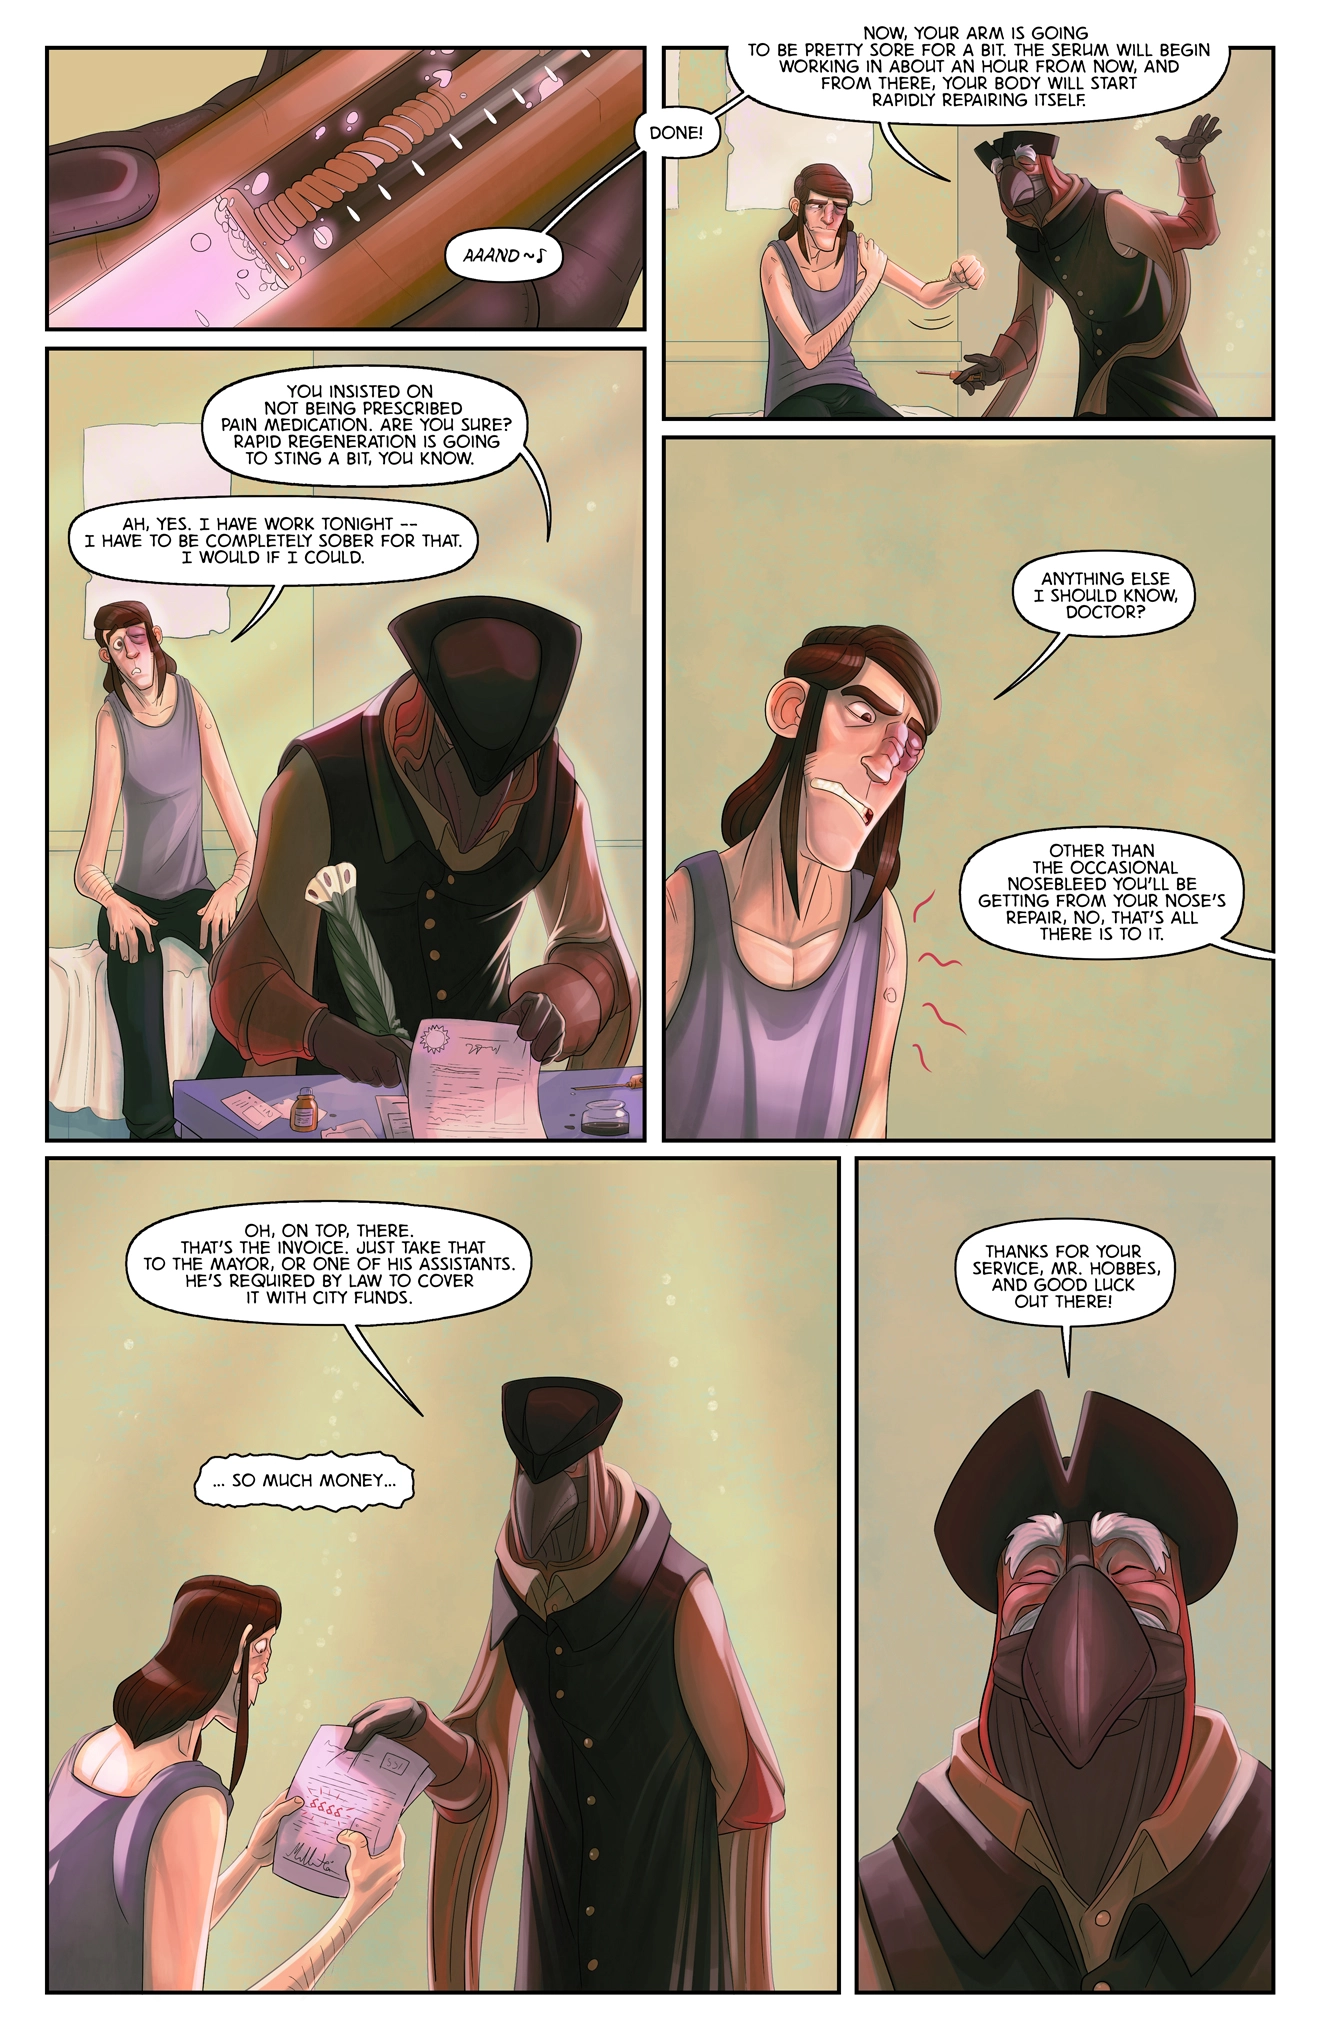 AAAND~♪
DONE!
NOW, YOUR ARM IS GOING
TO BE PRETTY SORE FOR A BIT. THE SERUM WILL BEGIN
WORKING IN ABOUT AN HOUR FROM NOW, AND
FROM THERE, YOUR BODY WILL START
RAPIDLY REPAIRING ITSELF.
YOU INSISTED ON
NOT BEING PRESCRIBED
PAIN MEDICATION. ARE YOU SURE?
RAPID REGENERATION IS GOING
TO STING A BIT, YOU KNOW.
AH, YES. I HAVE WORK TONIGHT --
I HAVE TO BE COMPLETELY SOBER FOR THAT.
I WOULD IF I COULD.
ANYTHING ELSE
I SHOULD KNOW,
DOCTOR?
OTHER THAN
THE OCCASIONAL
NOSEBLEED YOU'LL BE
GETTING FROM YOUR NOSE'S
REPAIR, NO, THAT'S ALL
THERE IS TO IT.
OH, ON TOP, THERE.
THAT'S THE INVOICE. JUST TAKE THAT
TO THE MAYOR, OR ONE OF HIS ASSISTANTS.
HE'S REQUIRED BY LAW TO COVER
IT WITH CITY FUNDS.
... SO MUCH MONEY...
THANKS FOR YOUR
SERVICE, MR. HOBBES,
AND GOOD LUCK
OUT THERE!